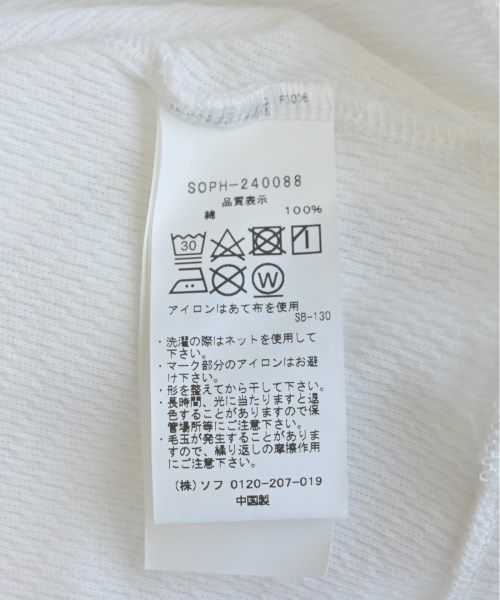 P3006
SOPH-240088
品質表示
綿 100%
30
W
アイロンはあて布を使用
SB-130
・洗濯の際はネットを使用して
下さい。
・マーク部分のアイロンはお避
け下さい。
・形を整えてから干して下さい。
・長時間、光に当たりますと退
色することがありますので保
管場所等にご注意下さい。
・毛玉が発生することがありま
すので、繰り返しの摩擦作用
にご注意下さい。
(株)ソフ 0120-207-019
中国製